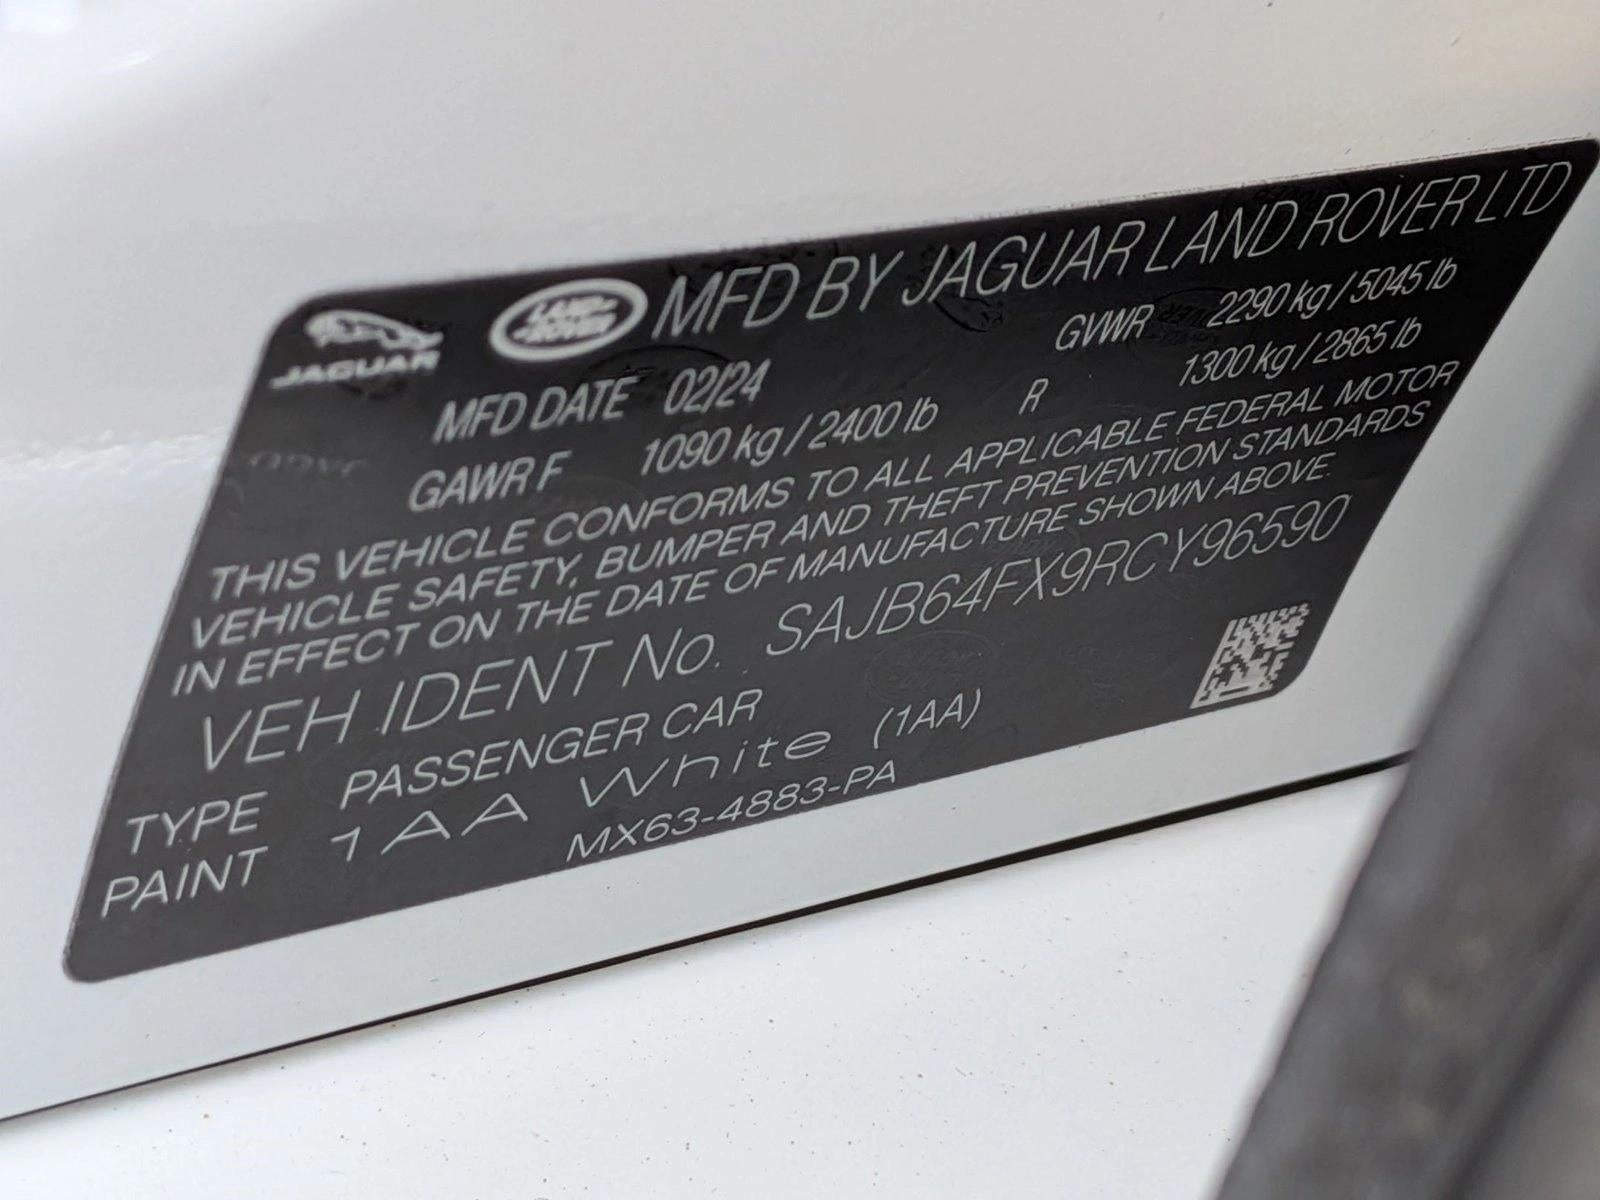 JAGUAR LAND ROVER MFD BY JAGUAR LAND ROVER LTD
MFD DATE 02/24 GVWR 2290 kg / 5045 lb
GAWR F 1090 kg / 2400 lb R 1300 kg / 2865 lb
THIS VEHICLE CONFORMS TO ALL APPLICABLE FEDERAL MOTOR
VEHICLE SAFETY, BUMPER AND THEFT PREVENTION STANDARDS
IN EFFECT ON THE DATE OF MANUFACTURE SHOWN ABOVE.
VEH IDENT No. SAJB64FX9RCY96590
TYPE PASSENGER CAR
PAINT 1AA White (1AA)
MX63-4883-PA